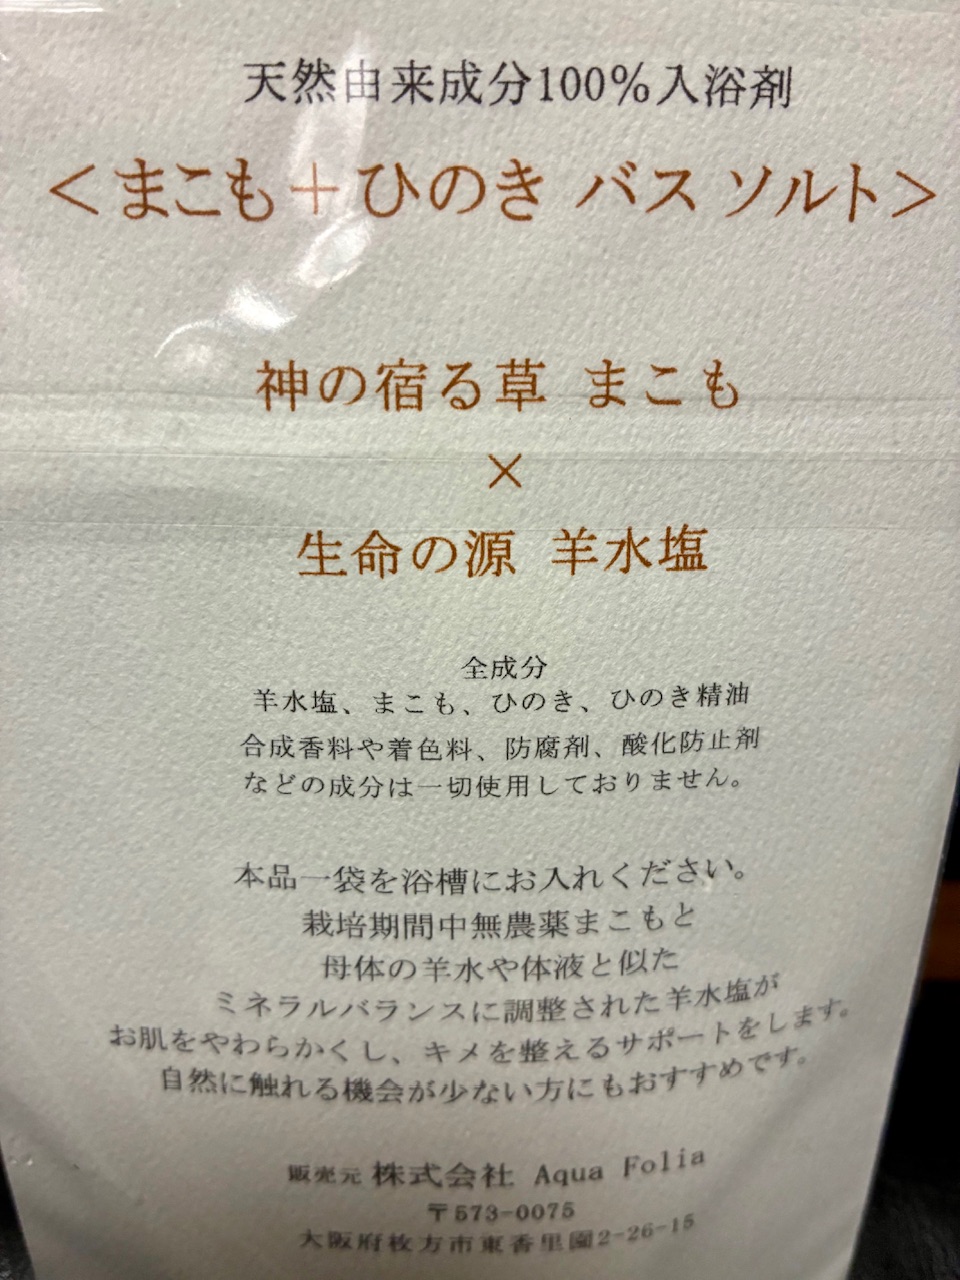 天然由来成分100%入浴剤
＜まこも＋ひのき バス ソルト＞
神の宿る草 まこも
×
生命の源 羊水塩
全成分
羊水塩、まこも、ひのき、ひのき精油
合成香料や着色料、防腐剤、酸化防止剤
などの成分は一切使用しておりません。
本品一袋を浴槽にお入れください。
栽培期間中無農薬まこもと
母体の羊水や体液と似た
ミネラルバランスに調整された羊水塩が
お肌をやわらかくし、キメを整えるサポートをします。
自然に触れる機会が少ない方にもおすすめです。
販売元 株式会社 Aqua Folia
〒573-0075
大阪府枚方市東香里園2-26-15